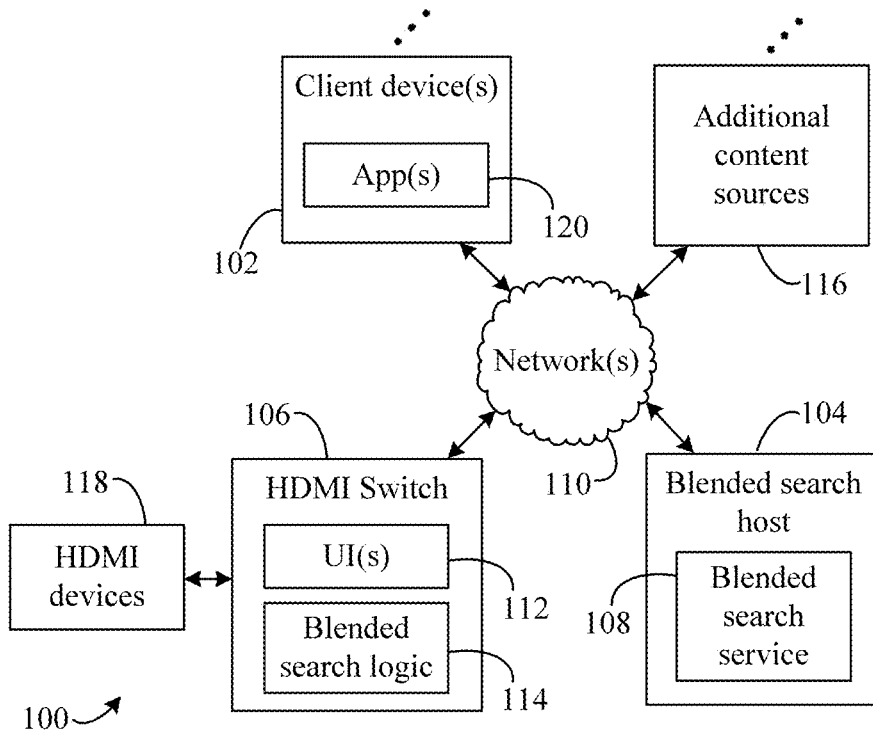 Client device(s)
App(s)
120
102
Additional
content
sources
116
Network(s)
110
106
HDMI Switch
UI(s)
112
Blended
search logic
114
118
HDMI
devices
104
Blended search
host
Blended
search
service
108
100